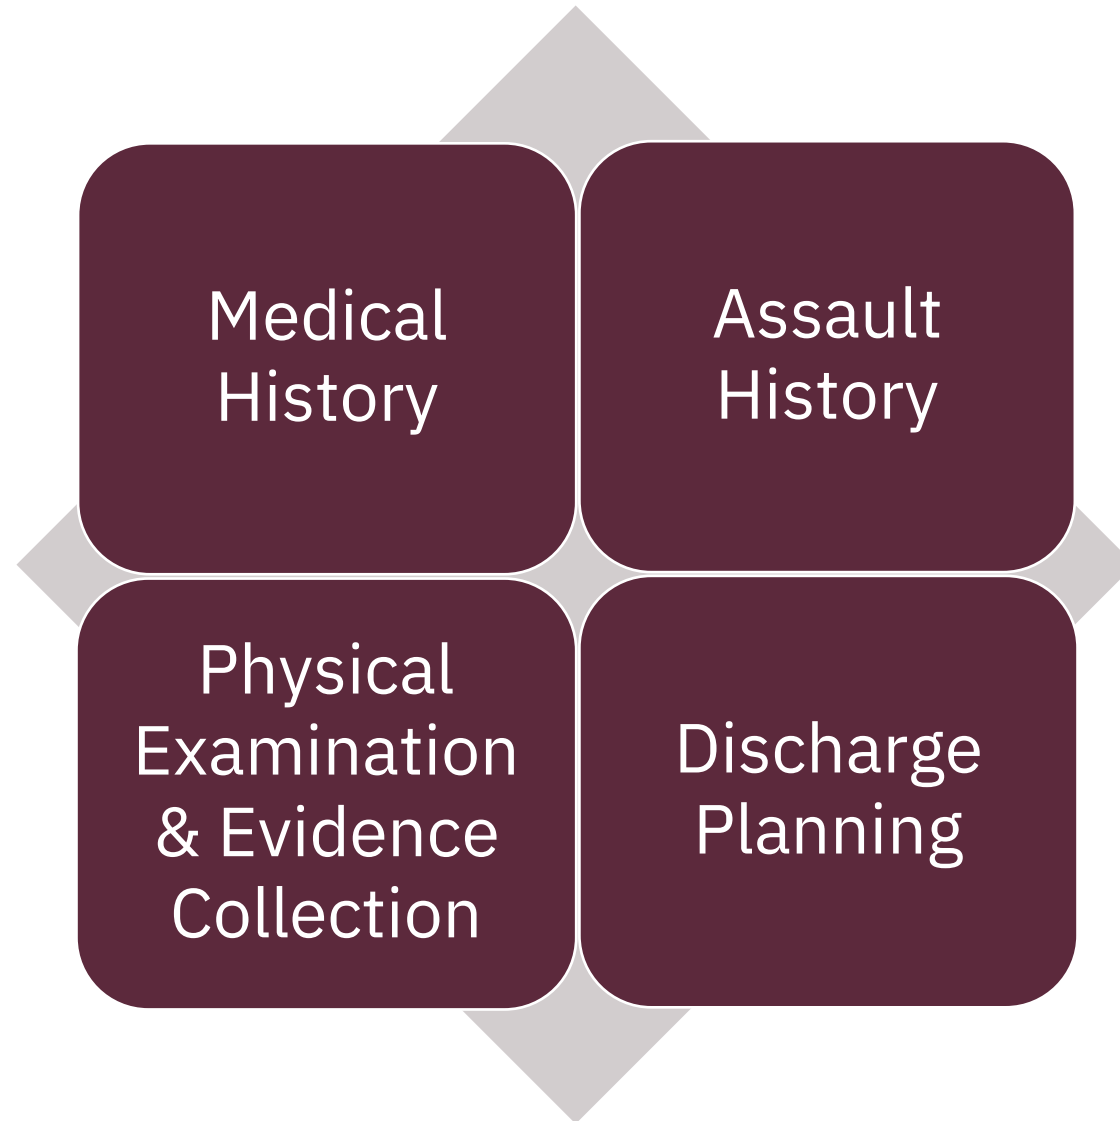 Medical
History
Assault
History
Physical
Examination
& Evidence
Collection
Discharge
Planning